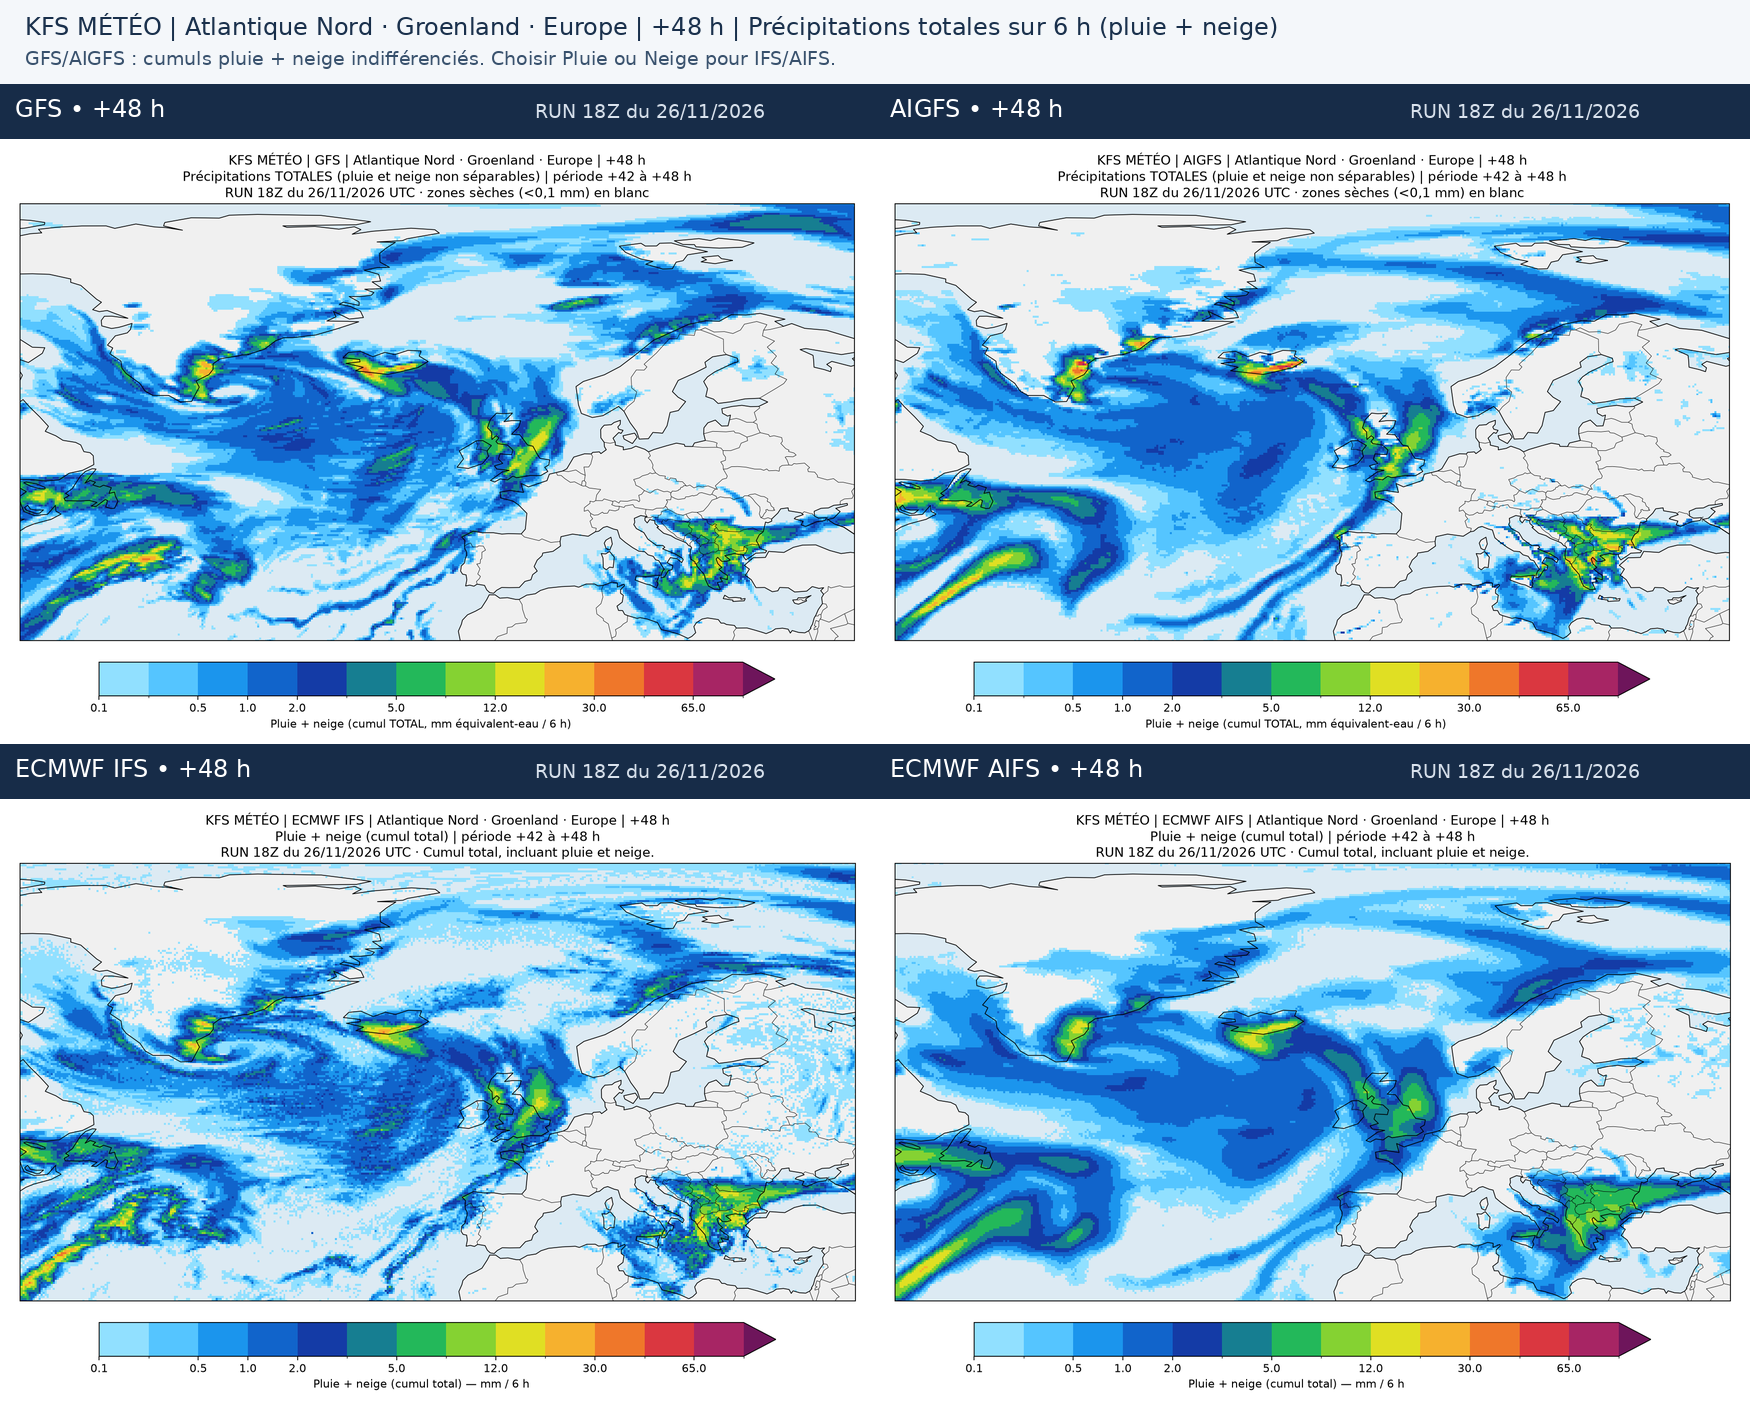 KFS MÉTÉO | Atlantique Nord · Groenland · Europe | +48 h | Précipitations totales sur 6 h (pluie + neige)
GFS/AIGFS : cumuls pluie + neige indifférenciés. Choisir Pluie ou Neige pour IFS/AIFS.
GFS • +48 h
RUN 18Z du 26/11/2026
AIGFS • +48 h
RUN 18Z du 26/11/2026
KFS MÉTÉO | GFS | Atlantique Nord · Groenland · Europe | +48 h
Précipitations TOTALES (pluie et neige non séparables) | période +42 à +48 h
RUN 18Z du 26/11/2026 UTC · zones sèches (<0,1 mm) en blanc
KFS MÉTÉO | AIGFS | Atlantique Nord · Groenland · Europe | +48 h
Précipitations TOTALES (pluie et neige non séparables) | période +42 à +48 h
RUN 18Z du 26/11/2026 UTC · zones sèches (<0,1 mm) en blanc
0.1 0.5 1.0 2.0 5.0 12.0 30.0 65.0
Pluie + neige (cumul TOTAL, mm équivalent-eau / 6 h)
0.1 0.5 1.0 2.0 5.0 12.0 30.0 65.0
Pluie + neige (cumul TOTAL, mm équivalent-eau / 6 h)
ECMWF IFS • +48 h
RUN 18Z du 26/11/2026
ECMWF AIFS • +48 h
RUN 18Z du 26/11/2026
KFS MÉTÉO | ECMWF IFS | Atlantique Nord · Groenland · Europe | +48 h
Pluie + neige (cumul total) | période +42 à +48 h
RUN 18Z du 26/11/2026 UTC · Cumul total, incluant pluie et neige.
KFS MÉTÉO | ECMWF AIFS | Atlantique Nord · Groenland · Europe | +48 h
Pluie + neige (cumul total) | période +42 à +48 h
RUN 18Z du 26/11/2026 UTC · Cumul total, incluant pluie et neige.
0.1 0.5 1.0 2.0 5.0 12.0 30.0 65.0
Pluie + neige (cumul total) — mm / 6 h
0.1 0.5 1.0 2.0 5.0 12.0 30.0 65.0
Pluie + neige (cumul total) — mm / 6 h